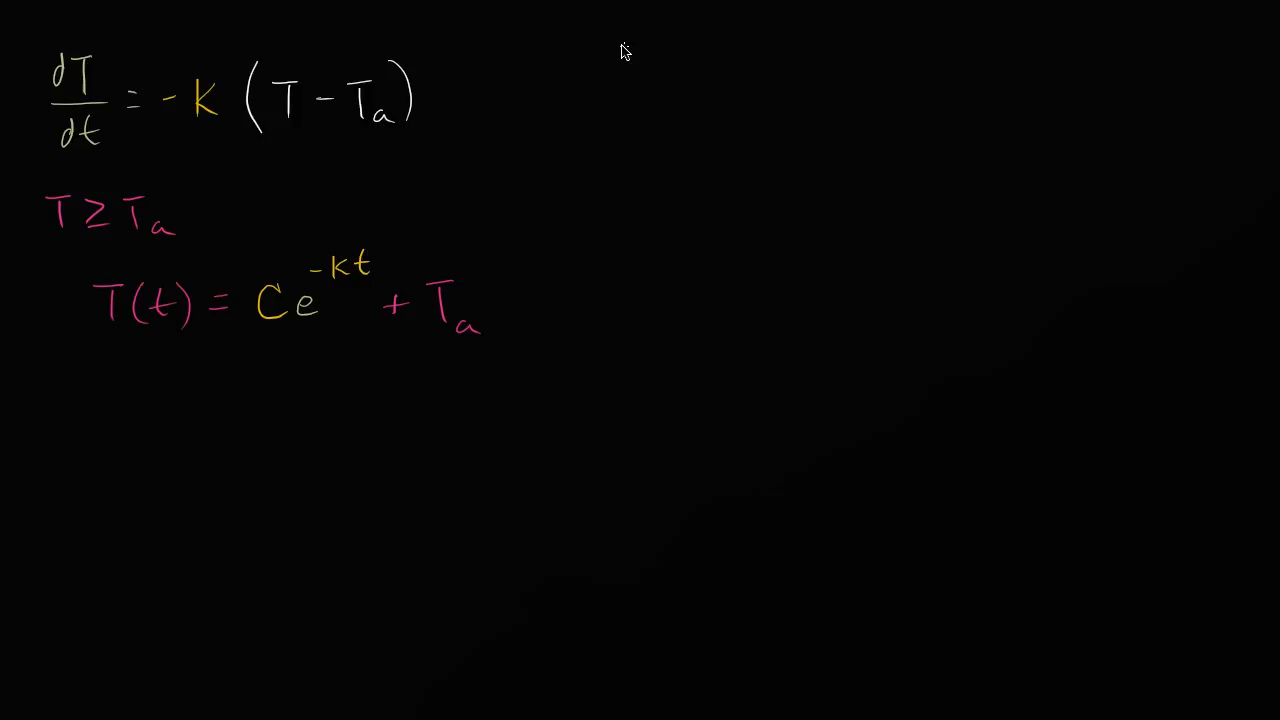 dT/dt = -k (T - Tₐ)
T ≥ Tₐ
T(t) = Ce^{-kt} + Tₐ